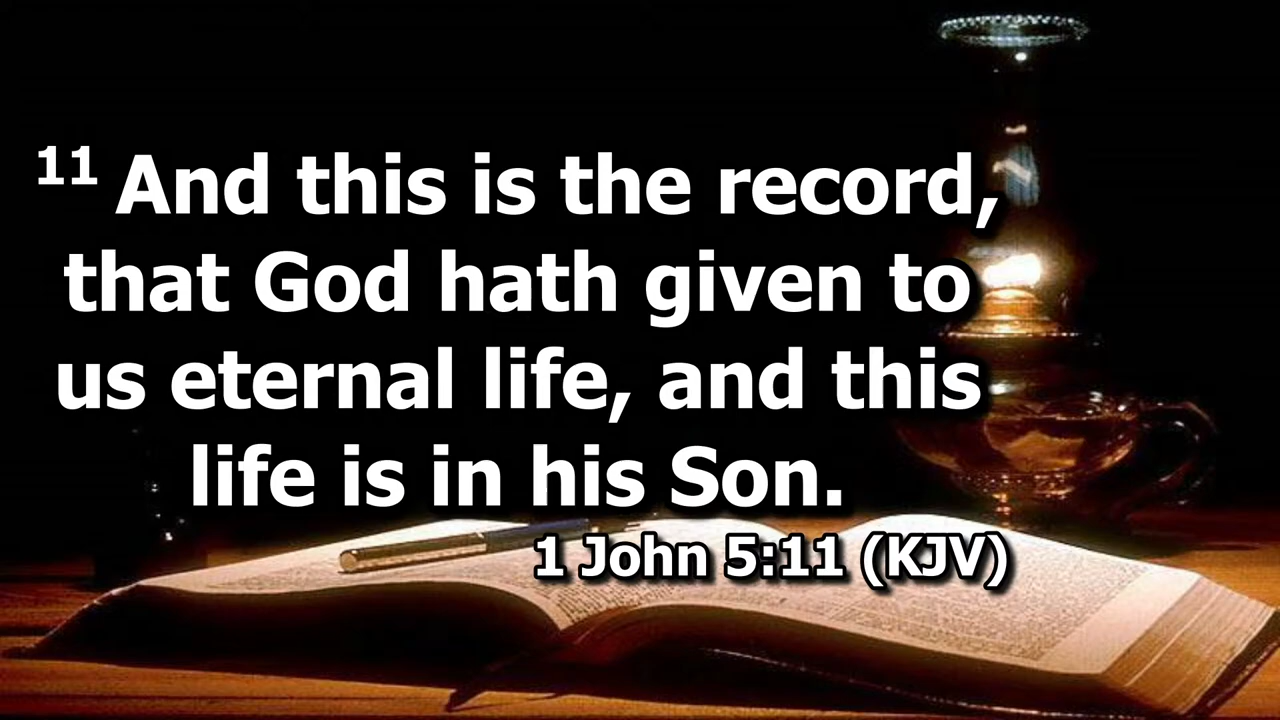 11 And this is the record,
that God hath given to
us eternal life, and this
life is in his Son.
1 John 5:11 (KJV)